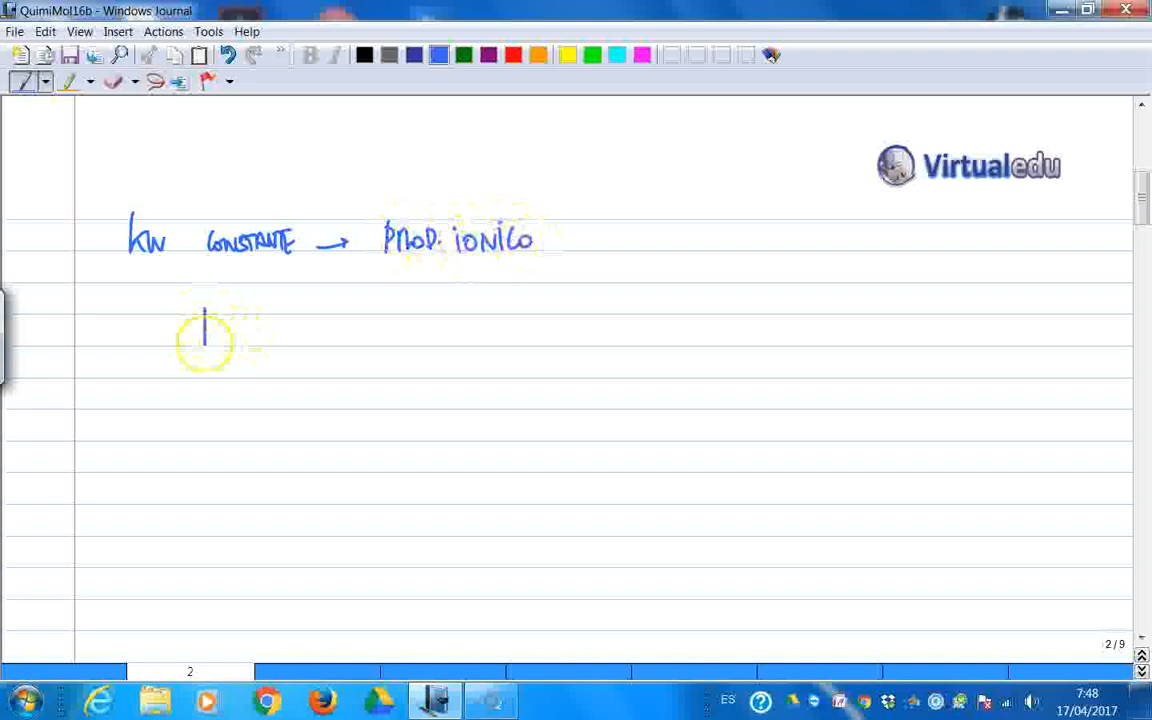 QuimiMol16b - Windows Journal
File Edit View Insert Actions Tools Help
Virtualedu
kw CONSTANTE → PROD. IONICO
2 / 9
2
ES
7:48
17/04/2017